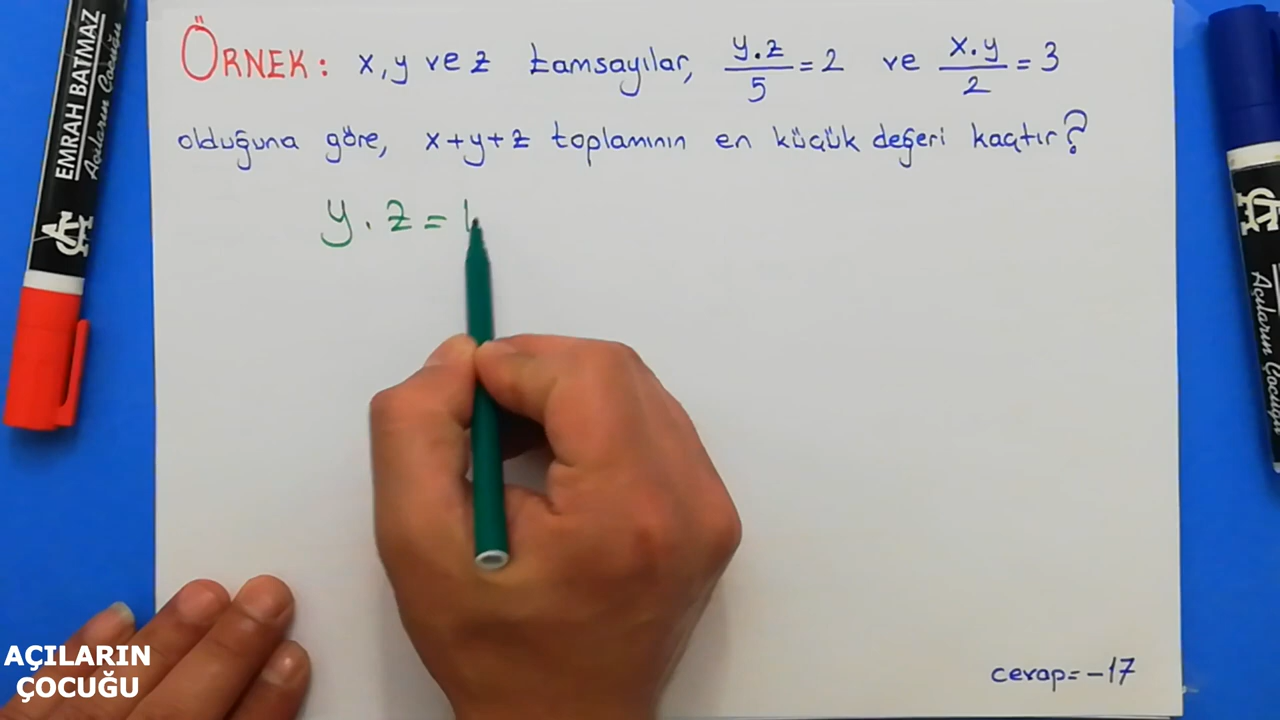 ÖRNEK: x, y ve z tamsayılar, y.z/5 = 2 ve x.y/2 = 3
olduğuna göre, x+y+z toplamının en küçük değeri kaçtır?
y . z = 1
cevap = -17
EMRAH BATMAZ
Açıların Çocuğu
Açıların Çocuğu
AÇILARIN
ÇOCUĞU